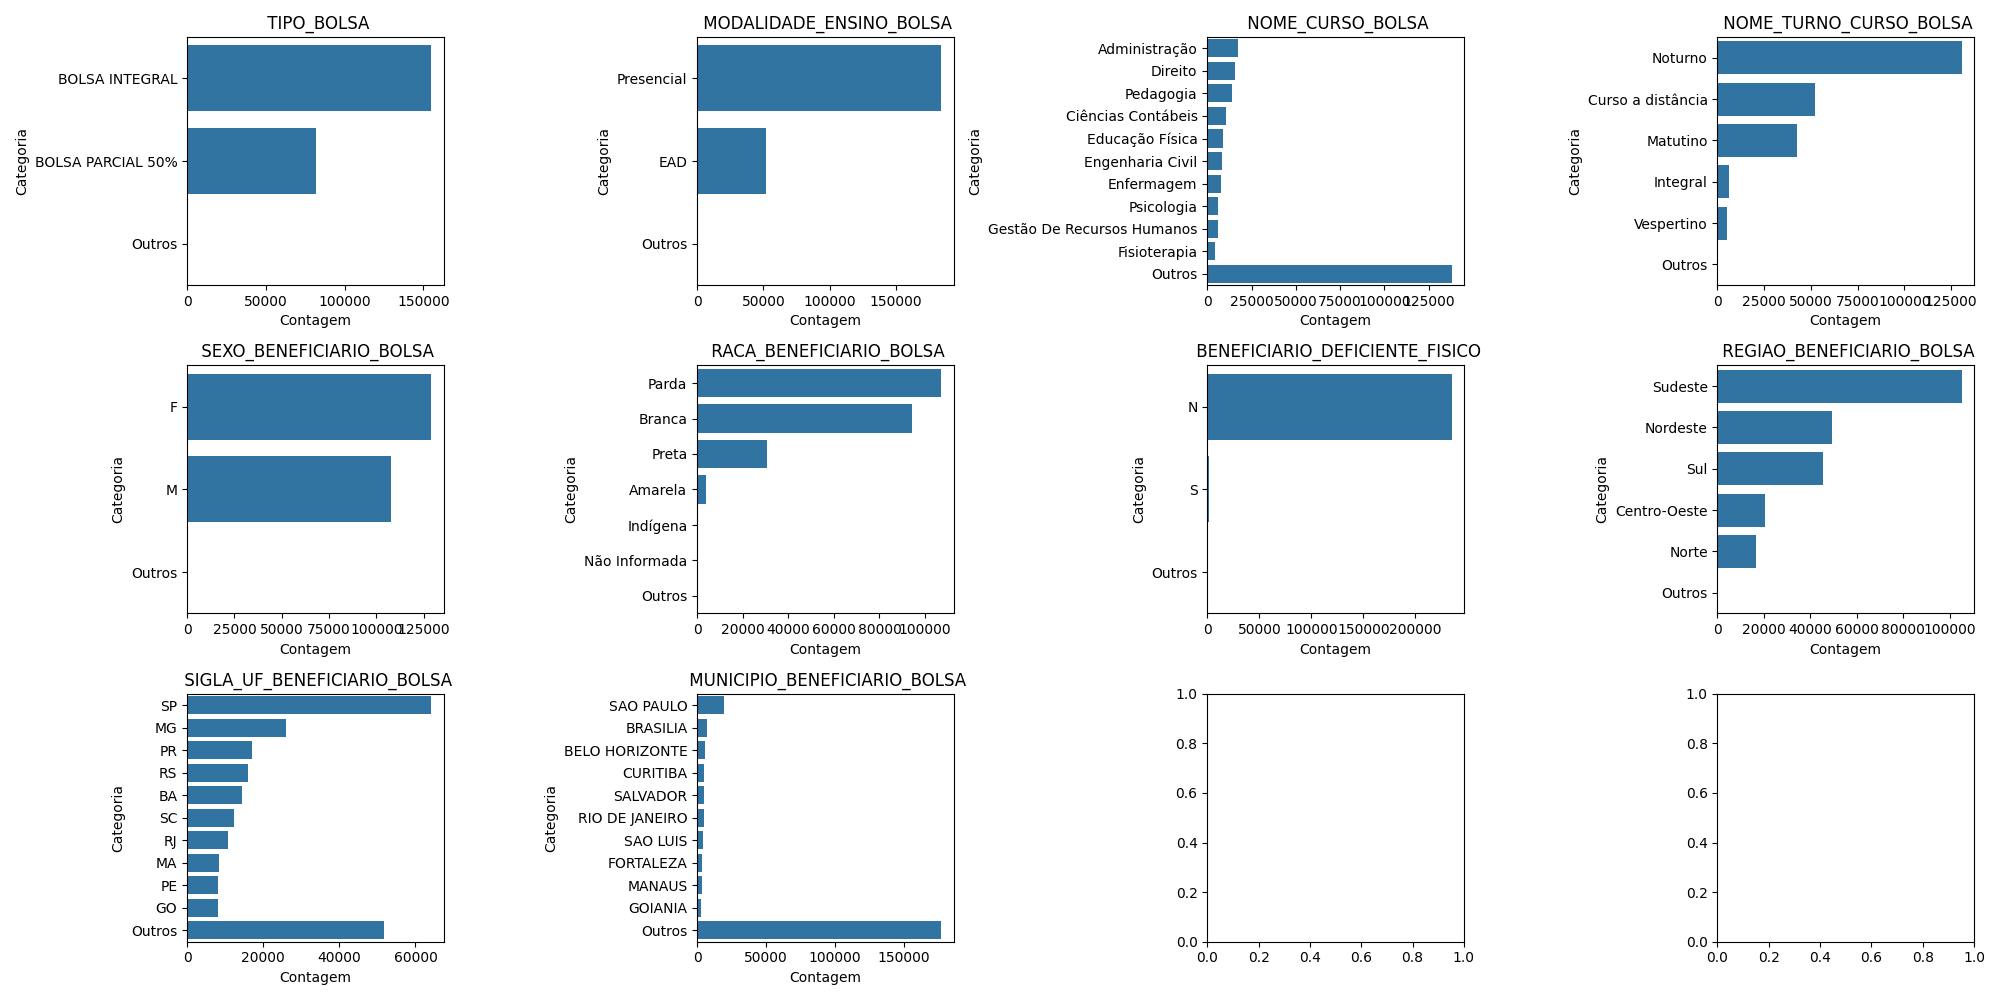 TIPO_BOLSA
Categoria
BOLSA INTEGRAL
BOLSA PARCIAL 50%
Outros
0 50000 100000 150000
Contagem
MODALIDADE_ENSINO_BOLSA
Categoria
Presencial
EAD
Outros
0 50000 100000 150000
Contagem
NOME_CURSO_BOLSA
Categoria
Administração
Direito
Pedagogia
Ciências Contábeis
Educação Física
Engenharia Civil
Enfermagem
Psicologia
Gestão De Recursos Humanos
Fisioterapia
Outros
0 25000 50000 75000 100000 125000
Contagem
NOME_TURNO_CURSO_BOLSA
Categoria
Noturno
Curso a distância
Matutino
Integral
Vespertino
Outros
0 25000 50000 75000 100000 125000
Contagem
SEXO_BENEFICIARIO_BOLSA
Categoria
F
M
Outros
0 25000 50000 75000 100000 125000
Contagem
RACA_BENEFICIARIO_BOLSA
Categoria
Parda
Branca
Preta
Amarela
Indígena
Não Informada
Outros
0 20000 40000 60000 80000 100000
Contagem
BENEFICIARIO_DEFICIENTE_FISICO
Categoria
N
S
Outros
0 50000 100000 150000 200000
Contagem
REGIAO_BENEFICIARIO_BOLSA
Categoria
Sudeste
Nordeste
Sul
Centro-Oeste
Norte
Outros
0 20000 40000 60000 80000 100000
Contagem
SIGLA_UF_BENEFICIARIO_BOLSA
Categoria
SP
MG
PR
RS
BA
SC
RJ
MA
PE
GO
Outros
0 20000 40000 60000
Contagem
MUNICIPIO_BENEFICIARIO_BOLSA
Categoria
SAO PAULO
BRASILIA
BELO HORIZONTE
CURITIBA
SALVADOR
RIO DE JANEIRO
SAO LUIS
FORTALEZA
MANAUS
GOIANIA
Outros
0 50000 100000 150000
Contagem
1.0
0.8
0.6
0.4
0.2
0.0
0.0 0.2 0.4 0.6 0.8 1.0
1.0
0.8
0.6
0.4
0.2
0.0
0.0 0.2 0.4 0.6 0.8 1.0